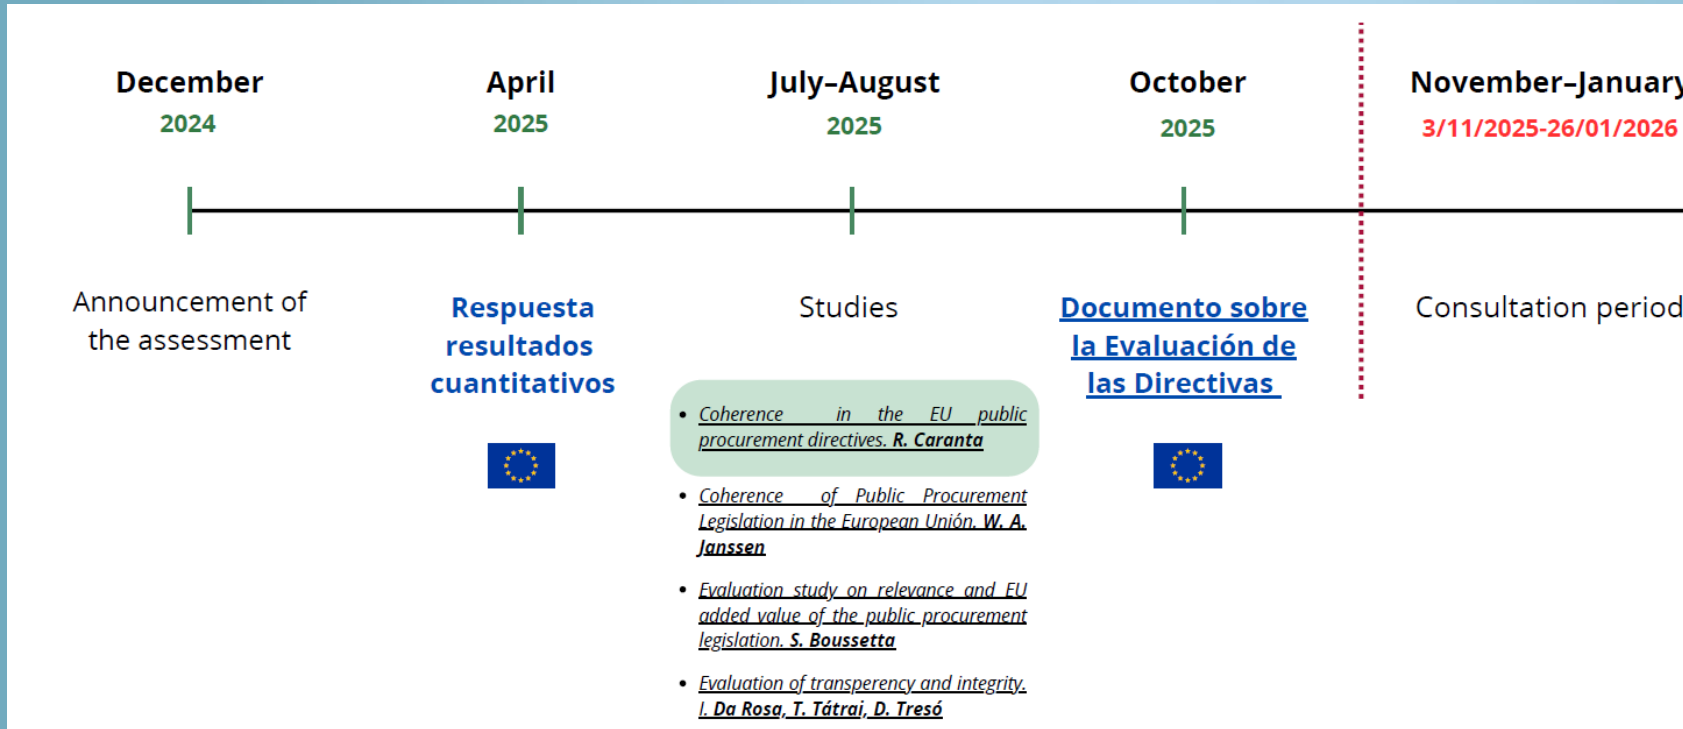 December
2024
April
2025
July–August
2025
October
2025
November–January
3/11/2025-26/01/2026
Announcement of
the assessment
Respuesta
resultados
cuantitativos
Studies
• Coherence in the EU public
procurement directives. R. Caranta
• Coherence of Public Procurement
Legislation in the European Unión. W. A.
Janssen
• Evaluation study on relevance and EU
added value of the public procurement
legislation. S. Boussetta
• Evaluation of transperency and integrity.
I. Da Rosa, T. Tátrai, D. Tresó
Documento sobre
la Evaluación de
las Directivas
Consultation period